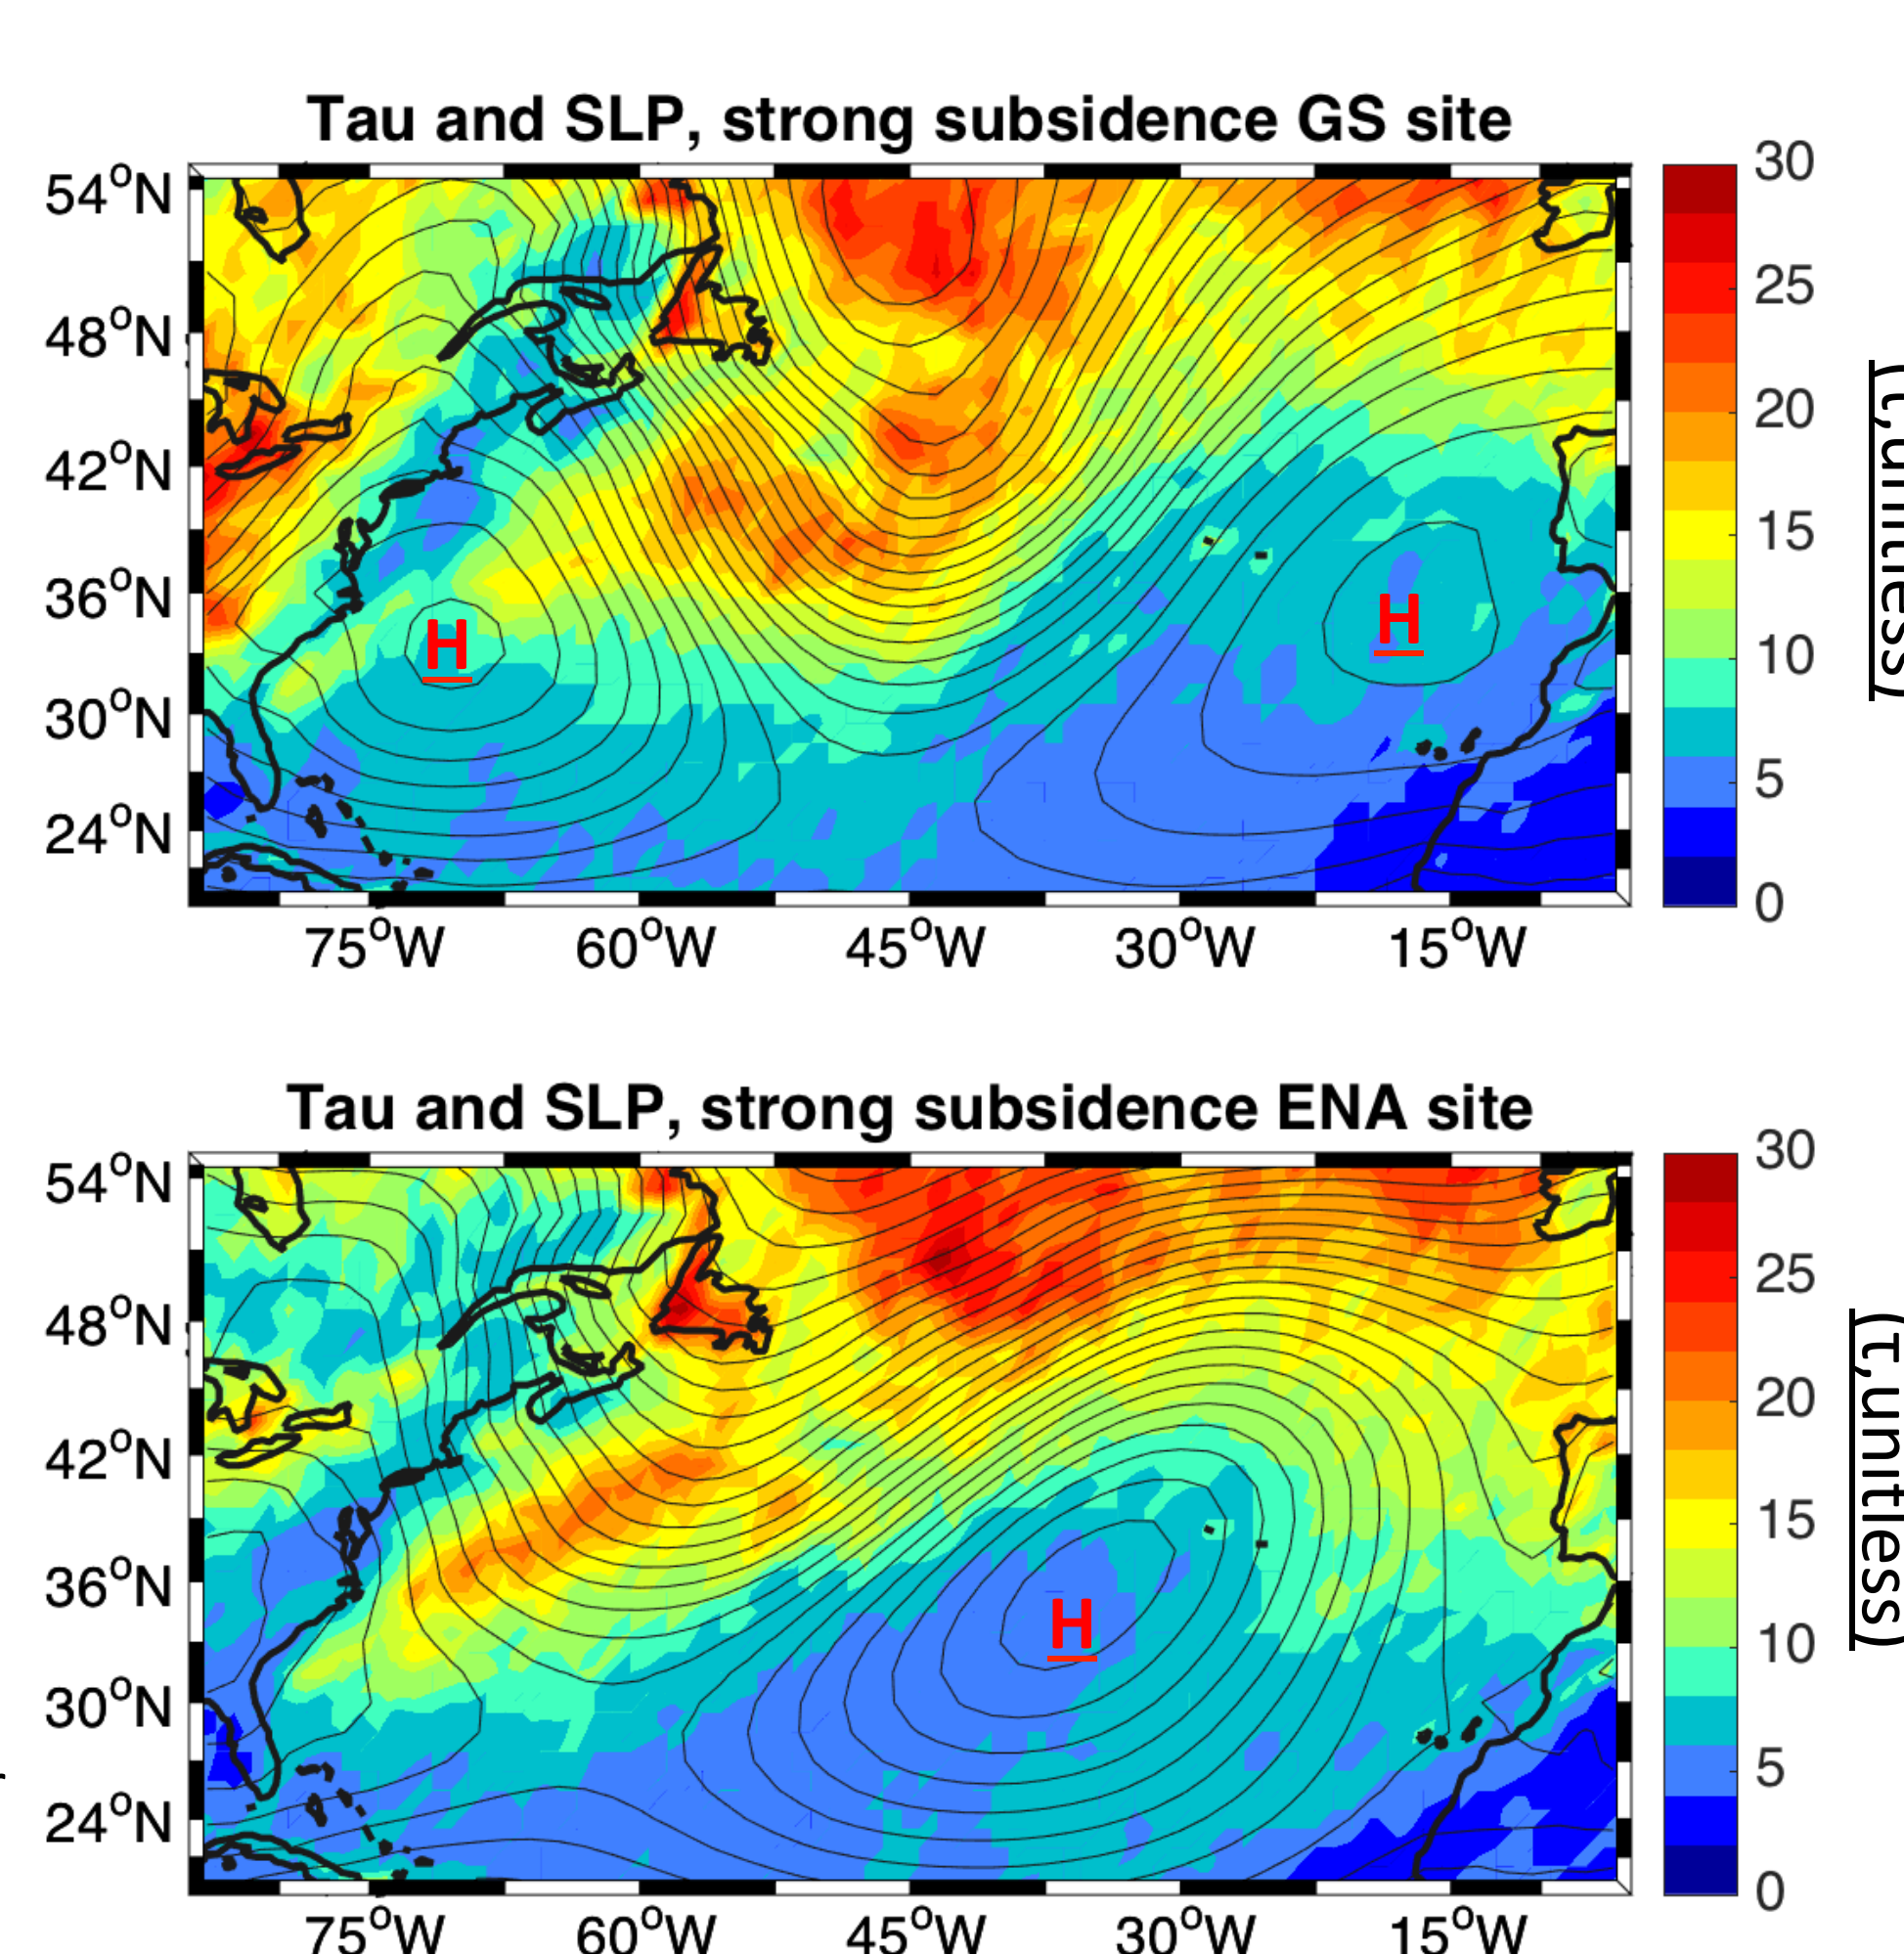 Tau and SLP, strong subsidence GS site
54°N
48°N
42°N
36°N
30°N
24°N
75°W
60°W
45°W
30°W
15°W
H
H
30
25
20
15
10
5
0
(τ,unitless)
Tau and SLP, strong subsidence ENA site
54°N
48°N
42°N
36°N
30°N
24°N
75°W
60°W
45°W
30°W
15°W
H
30
25
20
15
10
5
0
(τ,unitless)